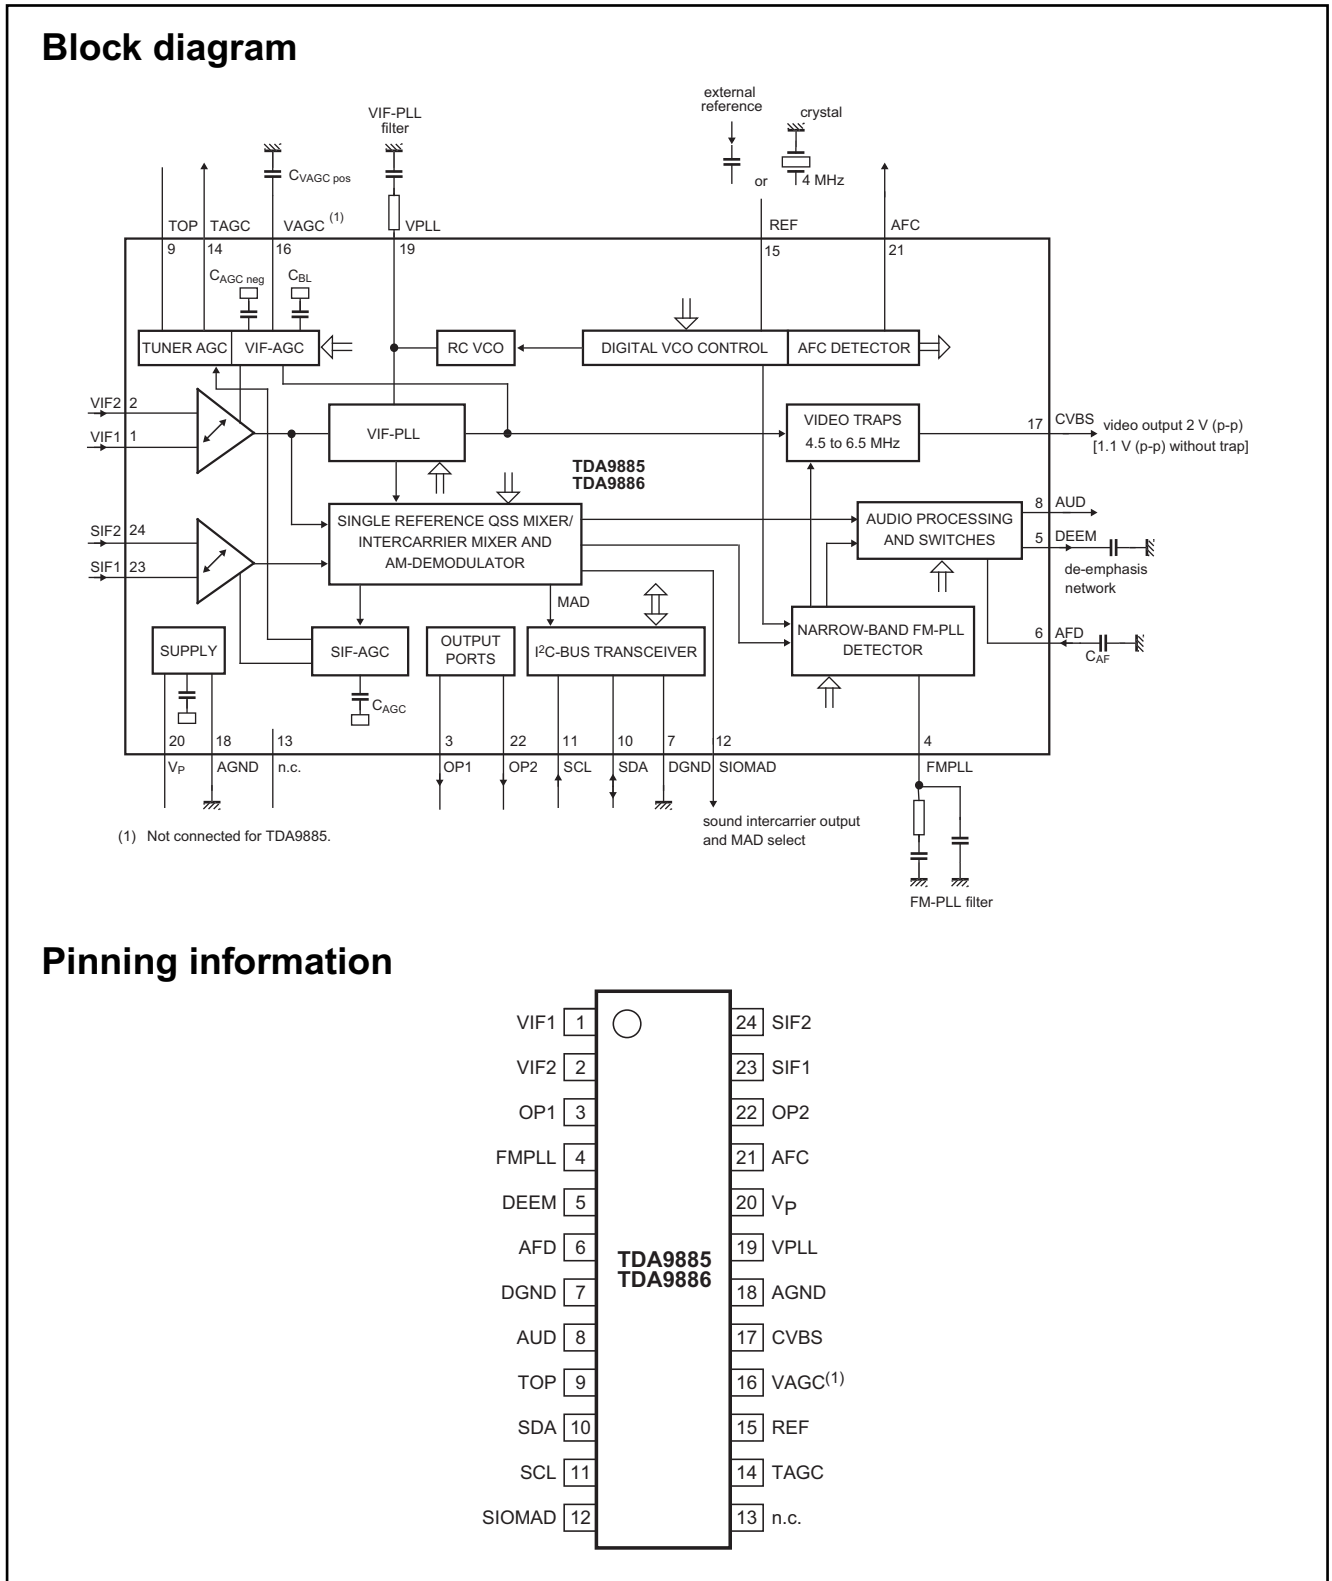 Block diagram
external
reference
crystal
VIF-PLL
filter
CVAGC pos
or
4 MHz
TOP TAGC VAGC (1) VPLL REF AFC
9 14 16 19 15 21
CAGC neg CBL
TUNER AGC VIF-AGC RC VCO DIGITAL VCO CONTROL AFC DETECTOR
VIF2 2
VIF1 1
VIF-PLL
VIDEO TRAPS
4.5 to 6.5 MHz
17 CVBS video output 2 V (p-p)
[1.1 V (p-p) without trap]
TDA9885
TDA9886
SIF2 24
SIF1 23
SINGLE REFERENCE QSS MIXER/
INTERCARRIER MIXER AND
AM-DEMODULATOR
AUDIO PROCESSING
AND SWITCHES
8 AUD
5 DEEM
de-emphasis
network
MAD
SUPPLY
SIF-AGC
OUTPUT
PORTS
I²C-BUS TRANSCEIVER
NARROW-BAND FM-PLL
DETECTOR
6 AFD
CAF
CAGC
20 18 13 3 22 11 10 7 12 4
VP AGND n.c. OP1 OP2 SCL SDA DGND SIOMAD FMPLL
sound intercarrier output
and MAD select
(1) Not connected for TDA9885.
FM-PLL filter
Pinning information
VIF1 1 24 SIF2
VIF2 2 23 SIF1
OP1 3 22 OP2
FMPLL 4 21 AFC
DEEM 5 20 VP
AFD 6 19 VPLL
TDA9885
TDA9886
DGND 7 18 AGND
AUD 8 17 CVBS
TOP 9 16 VAGC(1)
SDA 10 15 REF
SCL 11 14 TAGC
SIOMAD 12 13 n.c.